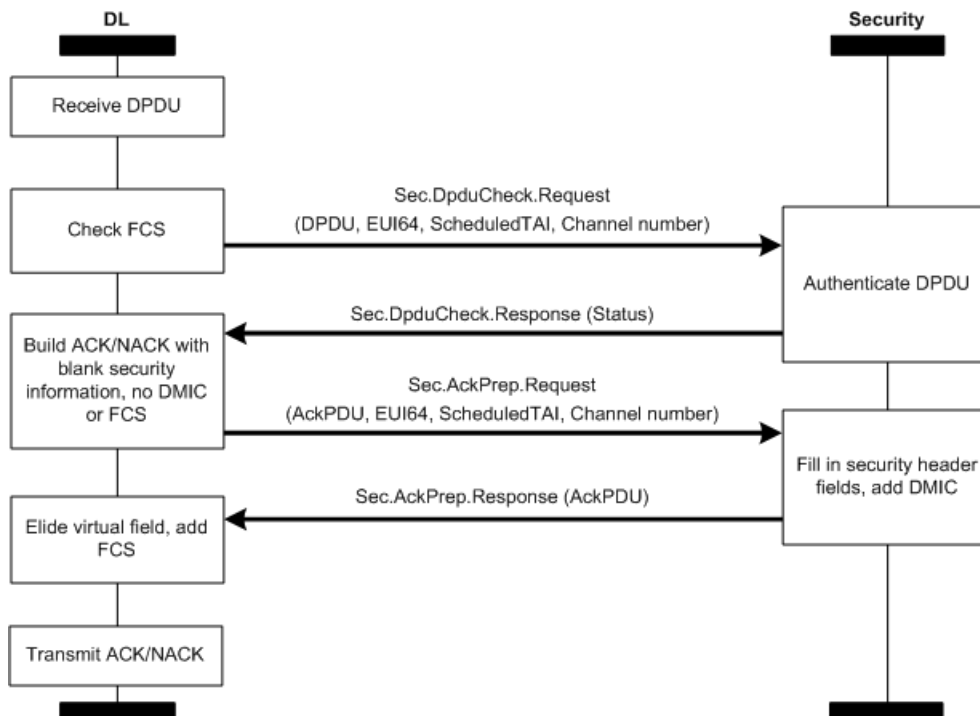 DL
Security
Receive DPDU
Check FCS
Sec.DpduCheck.Request
(DPDU, EUI64, ScheduledTAI, Channel number)
Authenticate DPDU
Sec.DpduCheck.Response (Status)
Build ACK/NACK with
blank security
information, no DMIC
or FCS
Sec.AckPrep.Request
(AckPDU, EUI64, ScheduledTAI, Channel number)
Fill in security header
fields, add DMIC
Sec.AckPrep.Response (AckPDU)
Elide virtual field, add
FCS
Transmit ACK/NACK